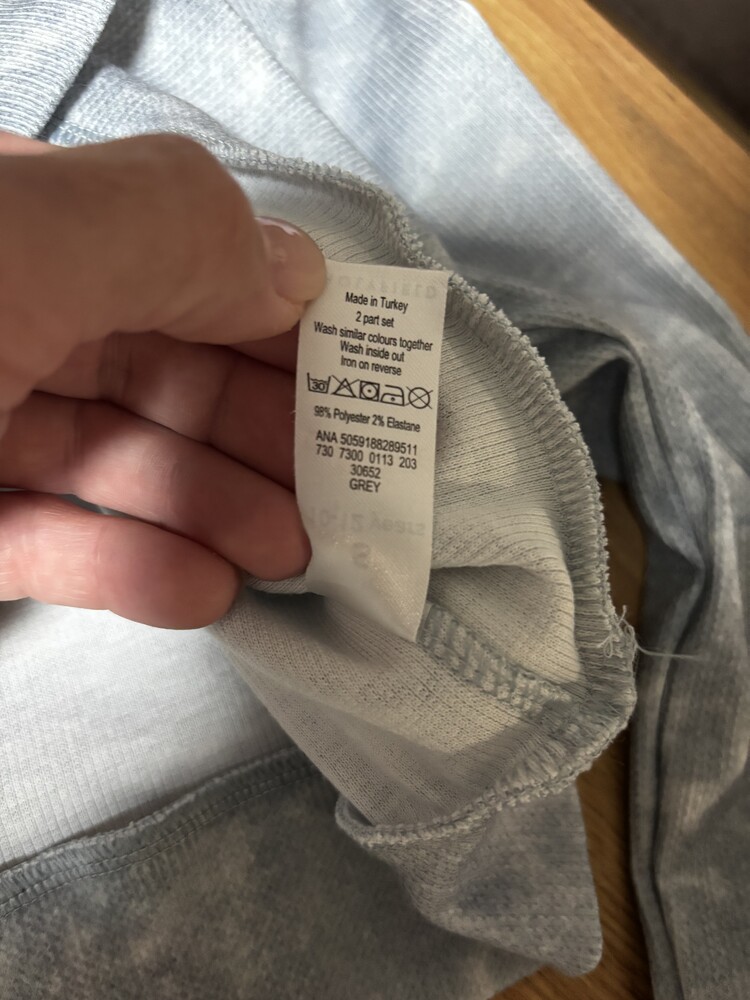 Made in Turkey
2 part set
Wash similar colours together
Wash inside out
Iron on reverse
30
98% Polyester 2% Elastane
ANA 5059188289511
730 7300 0113 203
30652
GREY